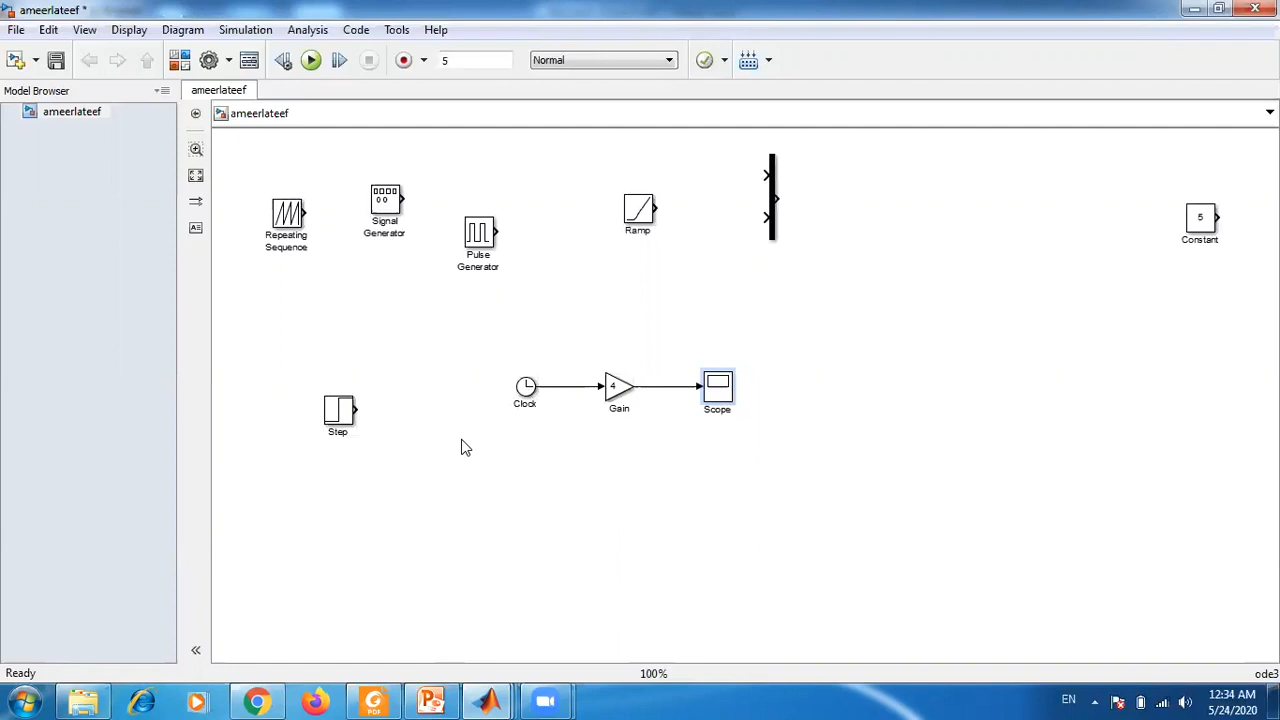 ameerlateef *
File Edit View Display Diagram Simulation Analysis Code Tools Help
5 Normal
Model Browser
ameerlateef
ameerlateef
ameerlateef
Repeating
Sequence
Signal
Generator
Pulse
Generator
Ramp
5
Constant
4
Clock
Gain
Scope
Step
Ready 100% ode3
PDF
EN
12:34 AM
5/24/2020